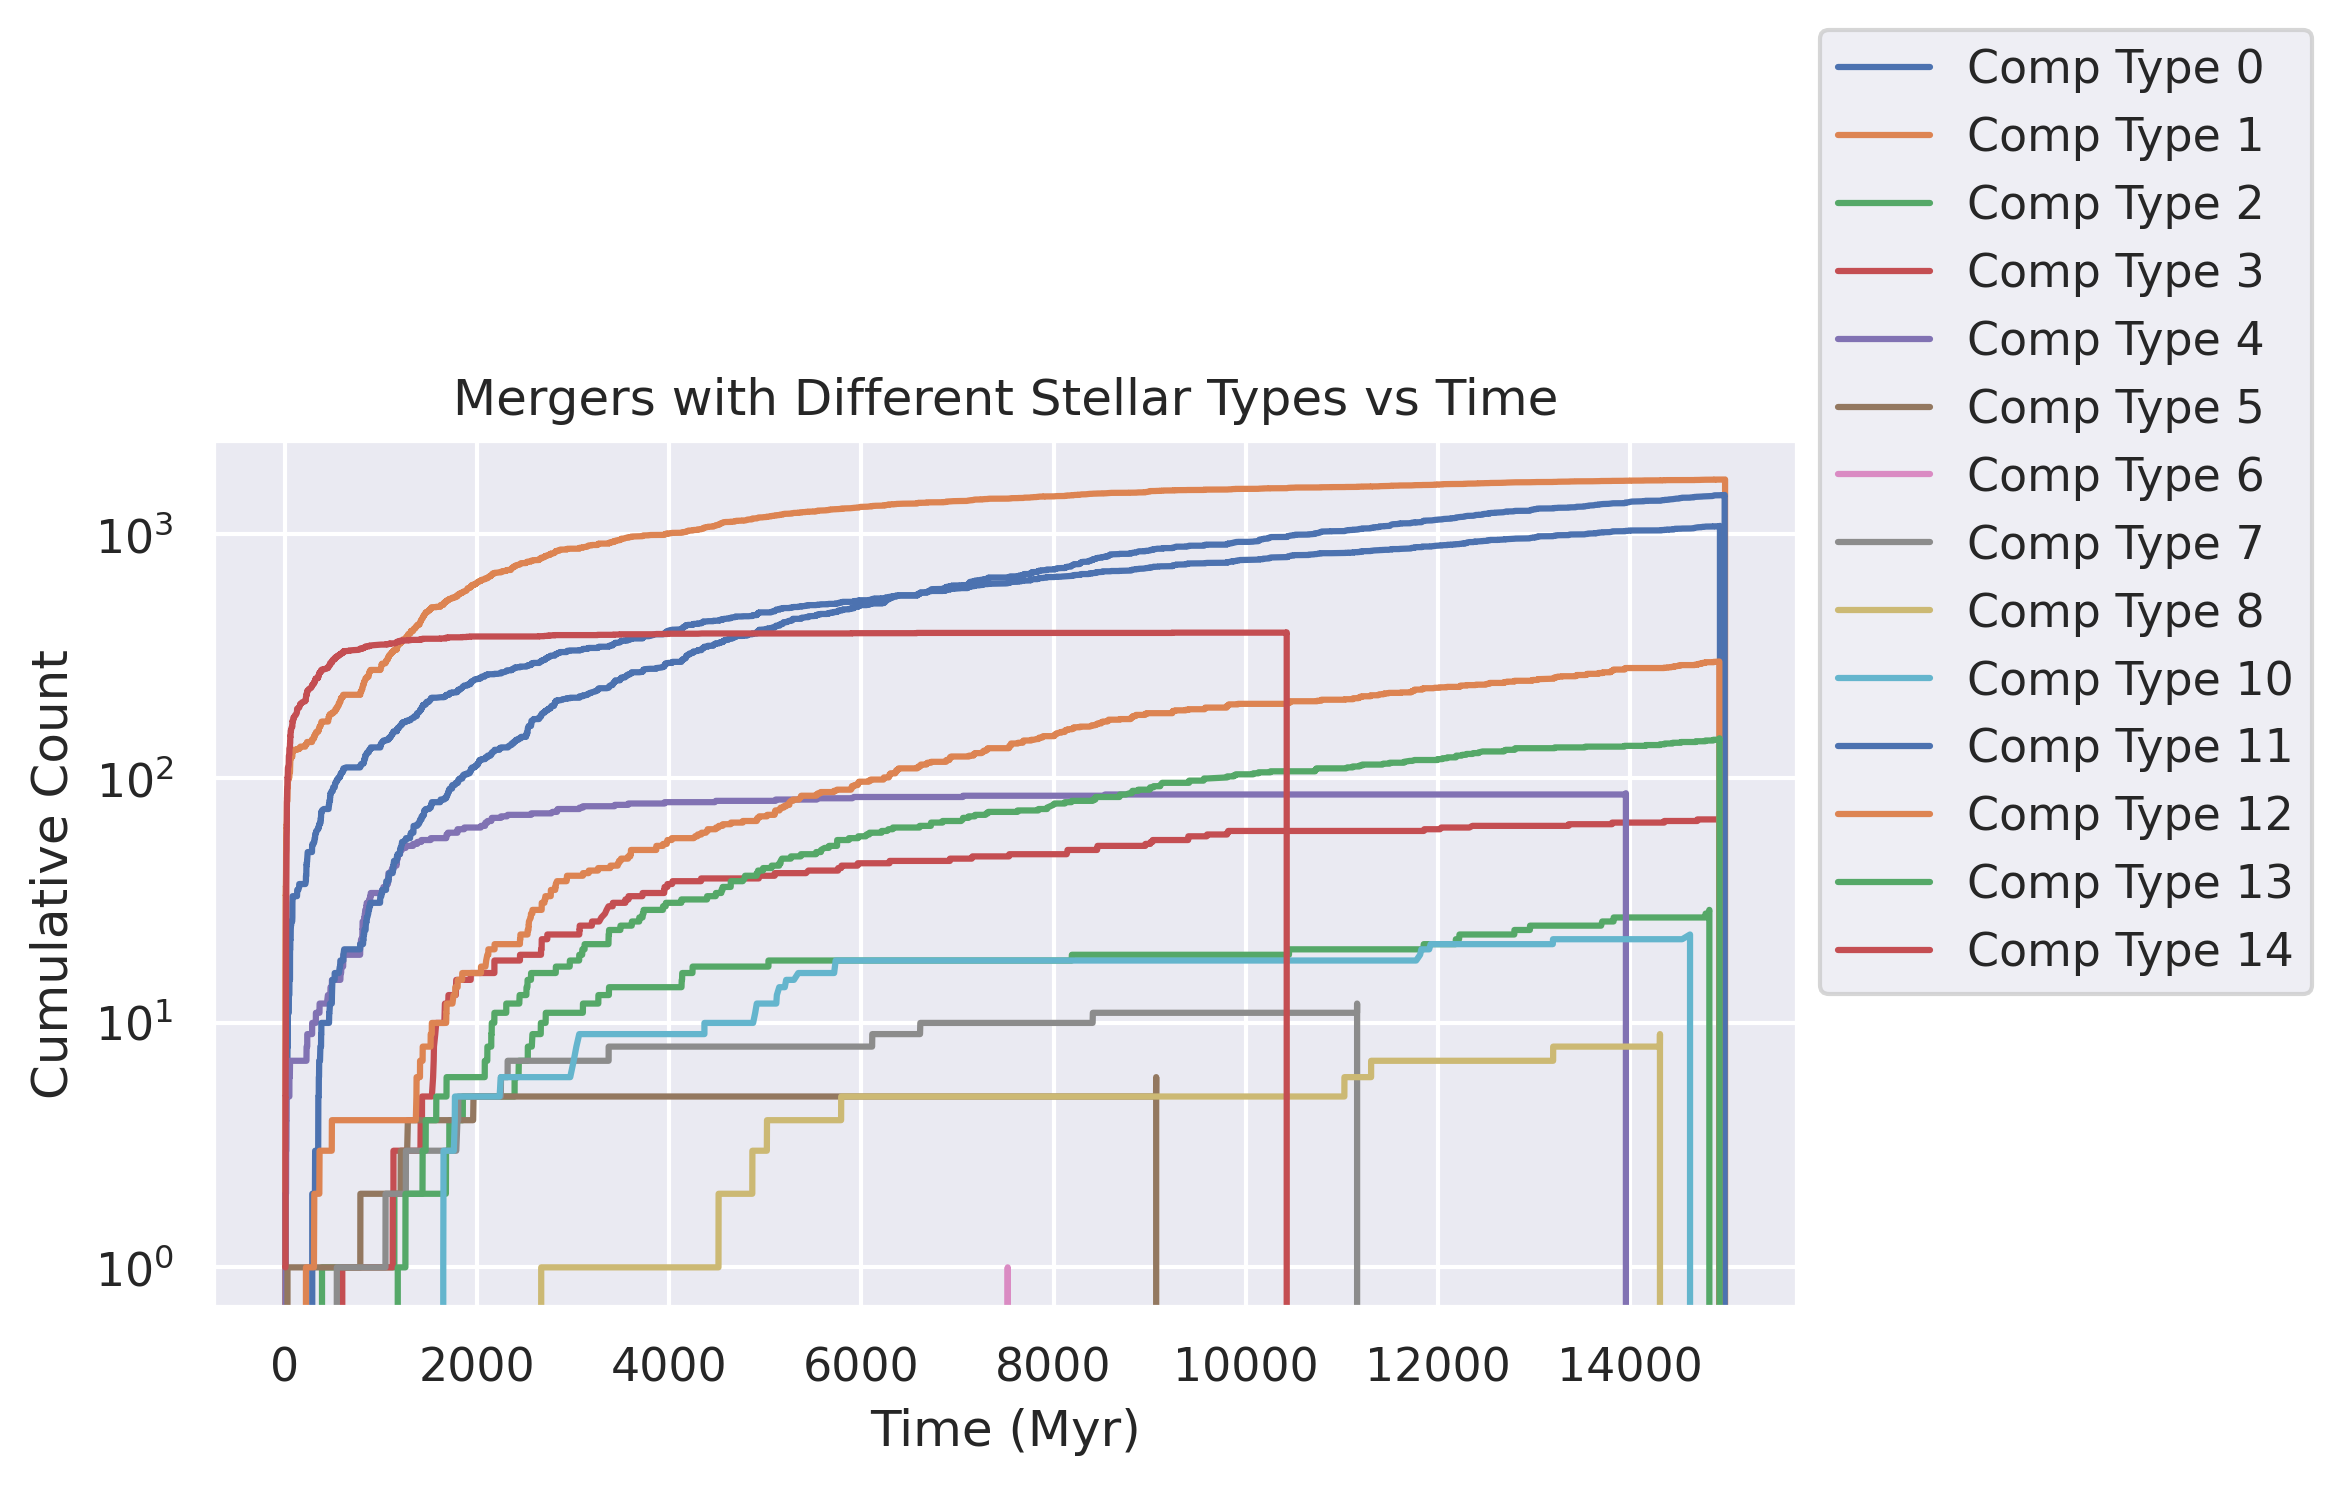 Mergers with Different Stellar Types vs Time
Cumulative Count
10³
10²
10¹
10⁰
0 2000 4000 6000 8000 10000 12000 14000
Time (Myr)
Comp Type 0
Comp Type 1
Comp Type 2
Comp Type 3
Comp Type 4
Comp Type 5
Comp Type 6
Comp Type 7
Comp Type 8
Comp Type 10
Comp Type 11
Comp Type 12
Comp Type 13
Comp Type 14